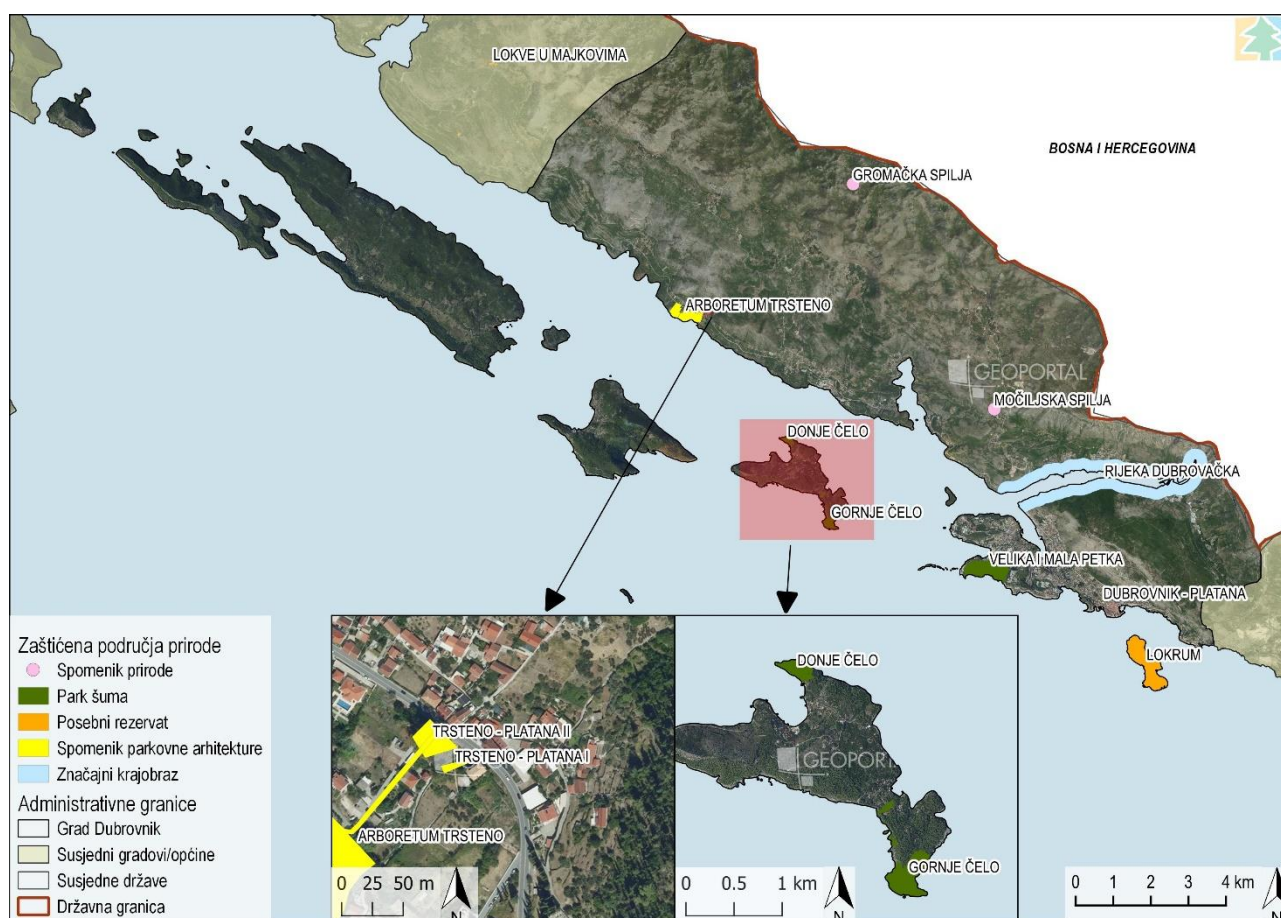 LOKVE U MAJKOVIMA
BOSNA I HERCEGOVINA
GROMAČKA SPILJA
ARBORETUM TRSTENO
GEOPORTAL
MOČILJSKA SPILJA
DONJE ČELO
RIJEKA DUBROVAČKA
GORNJE ČELO
VELIKA I MALA PETKA
DUBROVNIK - PLATANA
LOKRUM
Zaštićena područja prirode
Spomenik prirode
Park šuma
Posebni rezervat
Spomenik parkovne arhitekture
Značajni krajobraz
Administrativne granice
Grad Dubrovnik
Susjedni gradovi/općine
Susjedne države
Državna granica
TRSTENO - PLATANA II
TRSTENO - PLATANA I
ARBORETUM TRSTENO
0 25 50 m
N
DONJE ČELO
GEOPORT
GORNJE ČELO
0 0.5 1 km
N
0 1 2 3 4 km
N